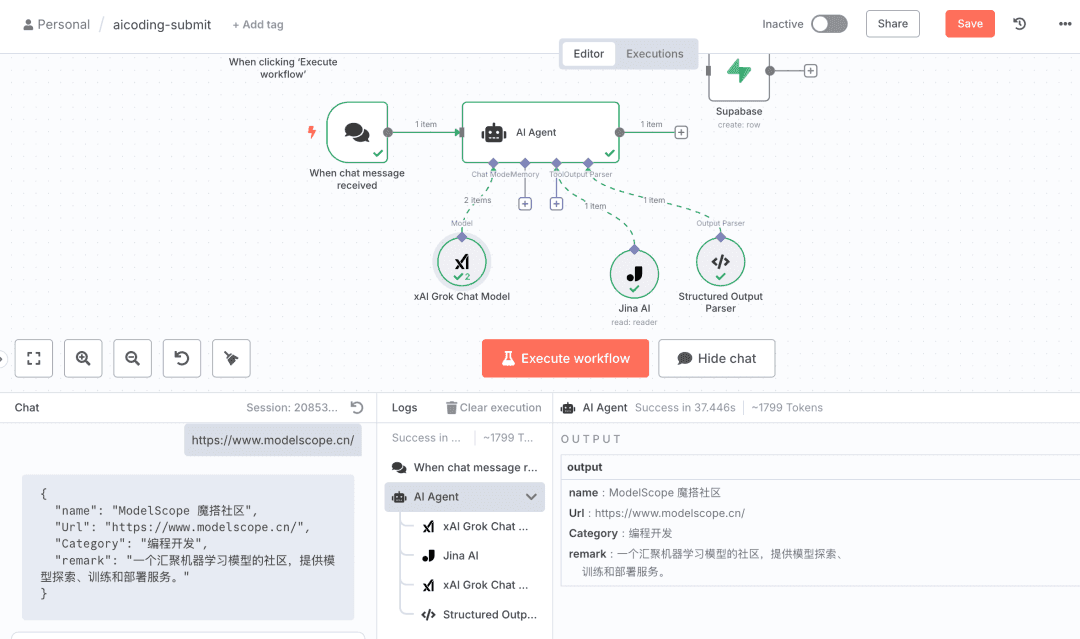 Personal / aicoding-submit + Add tag
Inactive Share Save
Editor Executions
When clicking ‘Execute
workflow’
Supabase
create: row
1 item
AI Agent
1 item
When chat message
received
Chat Model
Memory
Tool
Output Parser
2 items
1 item
1 item
Model
Output Parser
2
xAI Grok Chat Model
Jina AI
read: reader
Structured Output
Parser
Execute workflow
Hide chat
Chat
Session: 20853...
https://www.modelscope.cn/
{
"name": "ModelScope 魔搭社区",
"Url": "https://www.modelscope.cn/",
"Category": "编程开发",
"remark": "一个汇聚机器学习模型的社区，提供模
型探索、训练和部署服务。"
}
Logs
Clear execution
Success in ...
~1799 T...
When chat message r...
AI Agent
xAI Grok Chat ...
Jina AI
xAI Grok Chat ...
Structured Outp...
AI Agent Success in 37.446s ~1799 Tokens
OUTPUT
output
name : ModelScope 魔搭社区
Url : https://www.modelscope.cn/
Category : 编程开发
remark : 一个汇聚机器学习模型的社区，提供模型探索、
训练和部署服务。